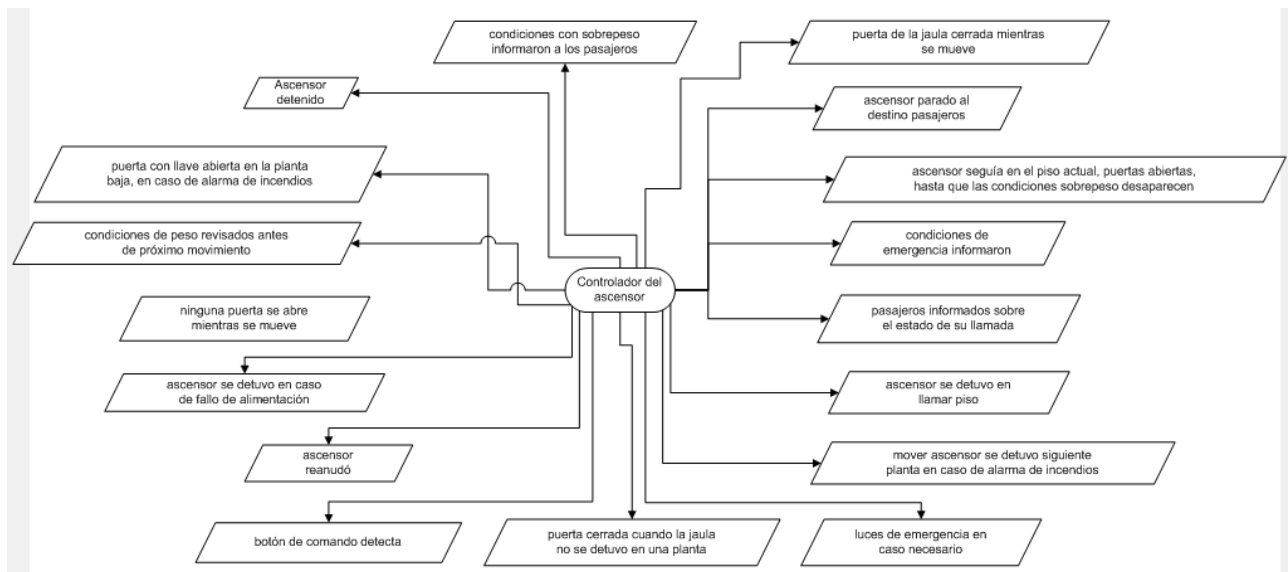 condiciones con sobrepeso
informaron a los pasajeros
puerta de la jaula cerrada mientras
se mueve
Ascensor
detenido
ascensor parado al
destino pasajeros
puerta con llave abierta en la planta
baja, en caso de alarma de incendios
ascensor seguía en el piso actual, puertas abiertas,
hasta que las condiciones sobrepeso desaparecen
condiciones de peso revisados antes
de próximo movimiento
condiciones de
emergencia informaron
Controlador del
ascensor
ninguna puerta se abre
mientras se mueve
pasajeros informados sobre
el estado de su llamada
ascensor se detuvo en caso
de fallo de alimentación
ascensor se detuvo en
llamar piso
ascensor
reanudó
mover ascensor se detuvo siguiente
planta en caso de alarma de incendios
botón de comando detecta
puerta cerrada cuando la jaula
no se detuvo en una planta
luces de emergencia en
caso necesario